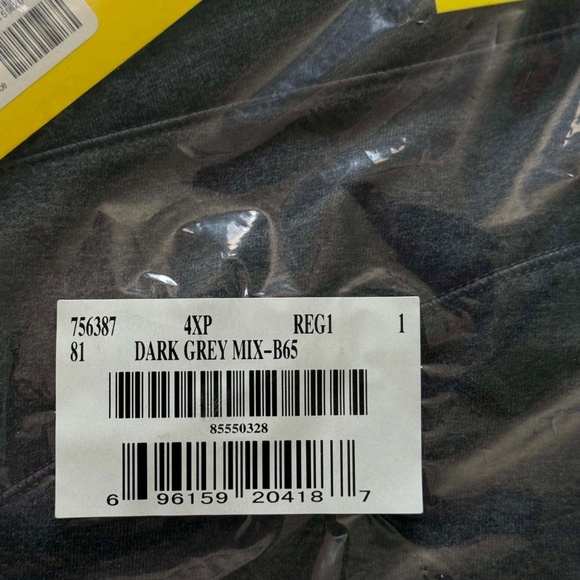 756387 4XP REG1 1
81 DARK GREY MIX-B65
85550328
6 96159 20418 7